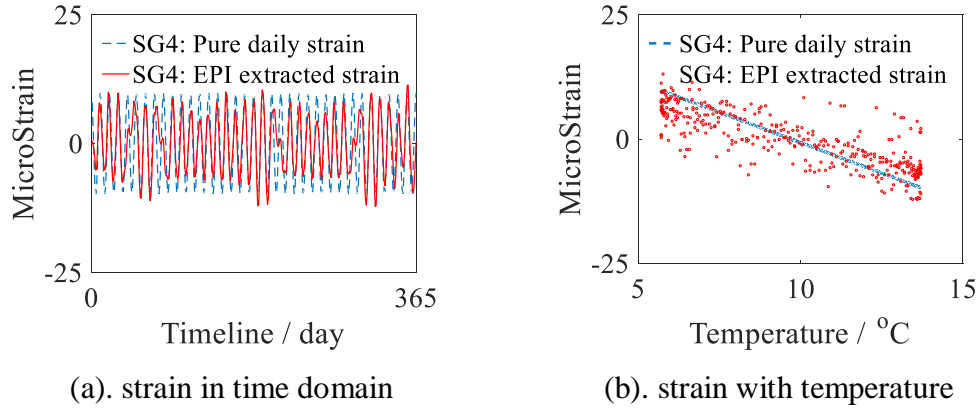 25
SG4: Pure daily strain
SG4: EPI extracted strain
MicroStrain
0
-25
0
365
Timeline / day
(a). strain in time domain
25
SG4: Pure daily strain
SG4: EPI extracted strain
MicroStrain
0
-25
5
10
15
Temperature / °C
(b). strain with temperature